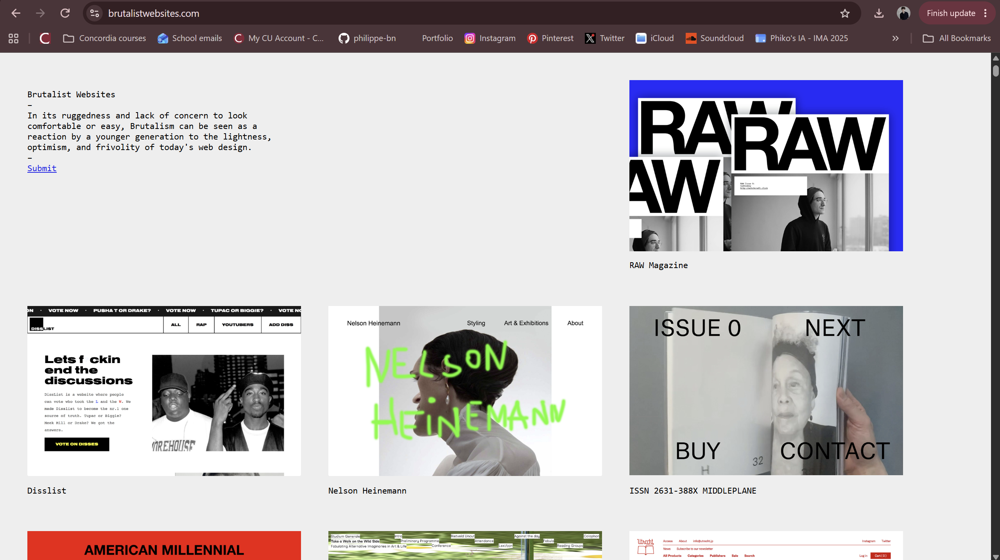 brutalistwebsites.com
Finish update
Concordia courses
School emails
My CU Account - C...
philippe-bn
Portfolio
Instagram
Pinterest
Twitter
iCloud
Soundcloud
Phiko's IA - IMA 2025
All Bookmarks
Brutalist Websites
–
In its ruggedness and lack of concern to look
comfortable or easy, Brutalism can be seen as a
reaction by a younger generation to the lightness,
optimism, and frivolity of today's web design.
–
Submit
RAW
RAW
AW
RAW Issue 9:
SadCowboy
http://witchcraft.click
RAW Magazine
ON · VOTE NOW · PUSHA T OR DRAKE? · VOTE NOW · TUPAC OR BIGGIE? · VOTE NO
DISSLIST
ALL
RAP
YOUTUBERS
ADD DISS
Lets f ckin
end the
discussions
DissList is a website where people
can vote who took the L and the W. We
made Disslist to become the nr.1 one
source of truth. Tupac or Biggie?
Meek Mill or Drake? We got the
answers.
VOTE ON DISSES
OREHOUSE
Disslist
Nelson Heinemann
Styling
Art & Exhibitions
About
NELSON
HEINEMANN
Nelson Heinemann
ISSUE 0
NEXT
BUY
CONTACT
32
H
ISSN 2631-388X MIDDLEPLANE
AMERICAN MILLENNIAL
Studium Generale
Intro
Rietveld Uncut
Against the day
Colophon
Take a Walk on the Wild Side
Preliminary Programme
Attendance
Fabula
Fabulating Alternative Imaginaries in Art & Life
Conference
Lexi/con
Reading Groups
Utrecht
Access
About
info@utrecht.jp
Instagram
Twitter
News
Subscribe to our newsletter
All Products
Categories
Publishers
Sale
Search
Log in
Cart ( 0 )